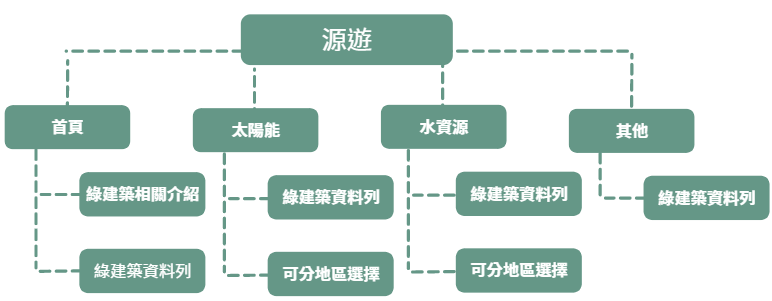 源遊
首頁
太陽能
水資源
其他
綠建築相關介紹
綠建築資料列
綠建築資料列
綠建築資料列
綠建築資料列
可分地區選擇
可分地區選擇